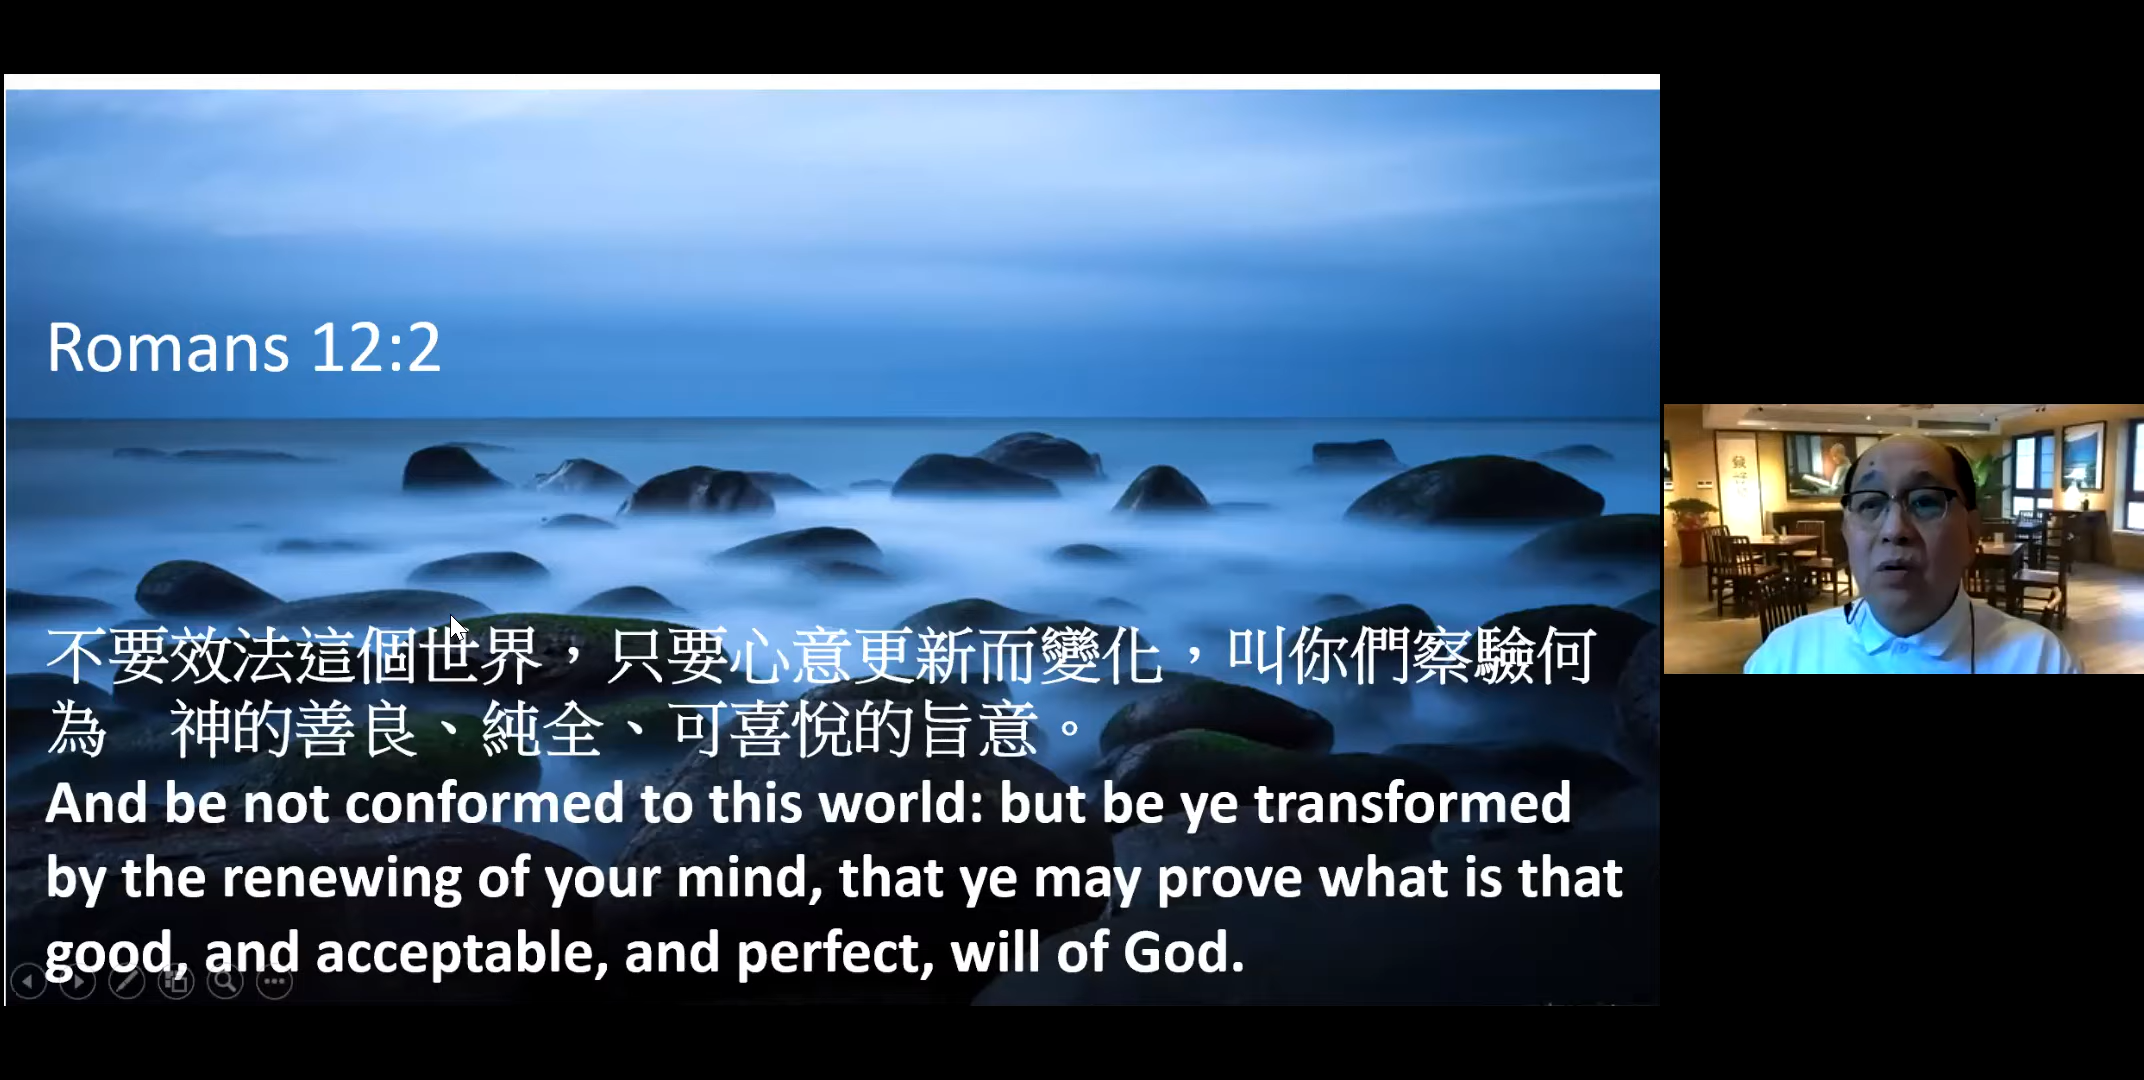 Romans 12:2
不要效法這個世界，只要心意更新而變化，叫你們察驗何
為　神的善良、純全、可喜悅的旨意。
And be not conformed to this world: but be ye transformed
by the renewing of your mind, that ye may prove what is that
good, and acceptable, and perfect, will of God.